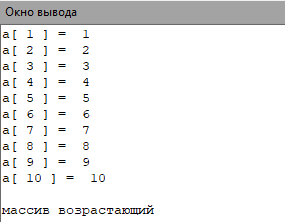 Окно вывода
a[ 1 ] =  1
a[ 2 ] =  2
a[ 3 ] =  3
a[ 4 ] =  4
a[ 5 ] =  5
a[ 6 ] =  6
a[ 7 ] =  7
a[ 8 ] =  8
a[ 9 ] =  9
a[ 10 ] =  10
массив возрастающий